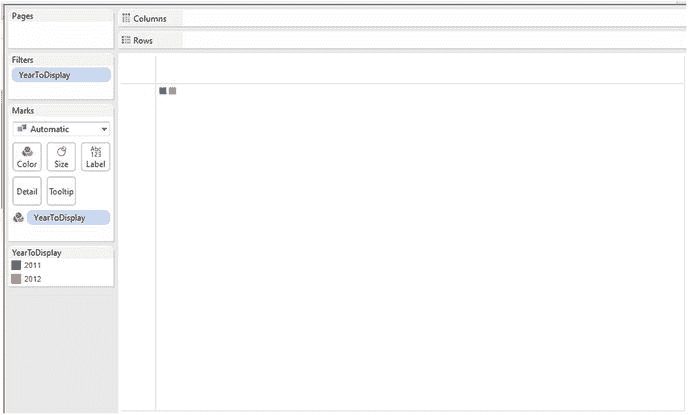 Pages
Columns
Rows
Filters
YearToDisplay
Marks
Automatic
Color
Size
Abc
123
Label
Detail
Tooltip
YearToDisplay
YearToDisplay
2011
2012